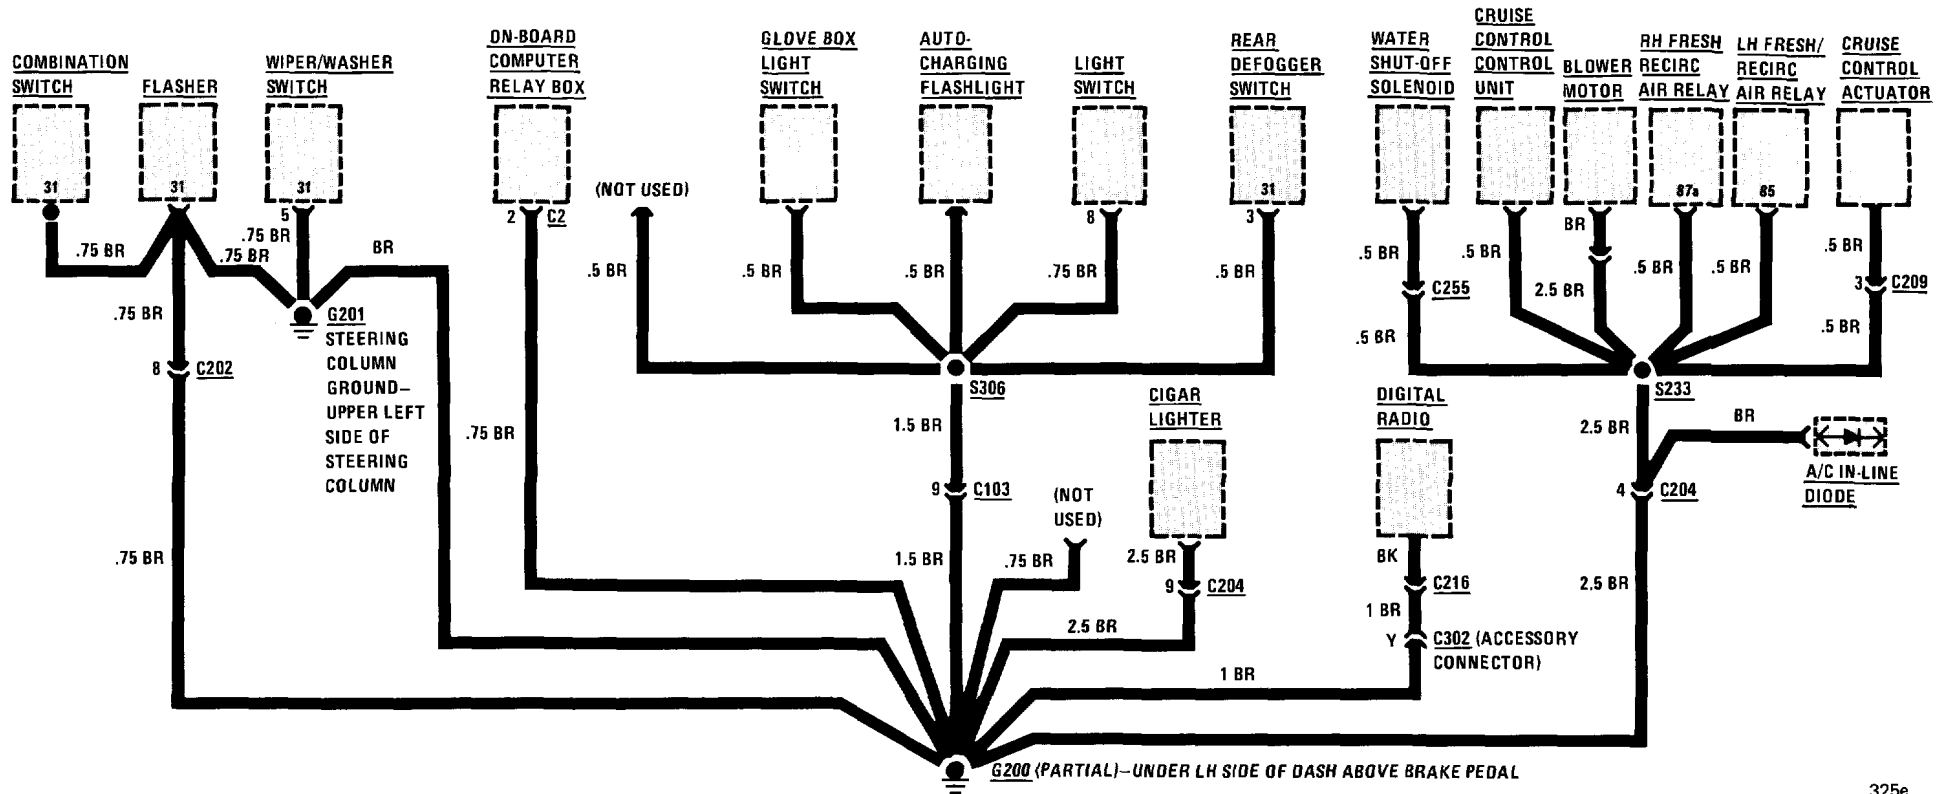 COMBINATION
SWITCH
FLASHER
WIPER/WASHER
SWITCH
ON-BOARD
COMPUTER
RELAY BOX
GLOVE BOX
LIGHT
SWITCH
AUTO-
CHARGING
FLASHLIGHT
LIGHT
SWITCH
REAR
DEFOGGER
SWITCH
WATER
SHUT-OFF
SOLENOID
CRUISE
CONTROL
CONTROL
UNIT
BLOWER
MOTOR
RH FRESH
RECIRC
AIR RELAY
LH FRESH/
RECIRC
AIR RELAY
CRUISE
CONTROL
ACTUATOR
31
31
31
(NOT USED)
31
87a
85
5
2
C2
8
3
BR
.75 BR
.75 BR
.75 BR
BR
.5 BR
.5 BR
.5 BR
.75 BR
.5 BR
.5 BR
.5 BR
2.5 BR
.5 BR
.5 BR
.5 BR
3
C209
C255
.75 BR
G201
STEERING
COLUMN
GROUND–
UPPER LEFT
SIDE OF
STEERING
COLUMN
.5 BR
.5 BR
8
C202
S306
S233
CIGAR
LIGHTER
DIGITAL
RADIO
.75 BR
1.5 BR
2.5 BR
BR
A/C IN-LINE
DIODE
9
C103
(NOT
USED)
4
C204
.75 BR
1.5 BR
.75 BR
2.5 BR
9
C204
BK
C216
1 BR
2.5 BR
2.5 BR
Y
C302 (ACCESSORY
CONNECTOR)
1 BR
G200 (PARTIAL)–UNDER LH SIDE OF DASH ABOVE BRAKE PEDAL
325e